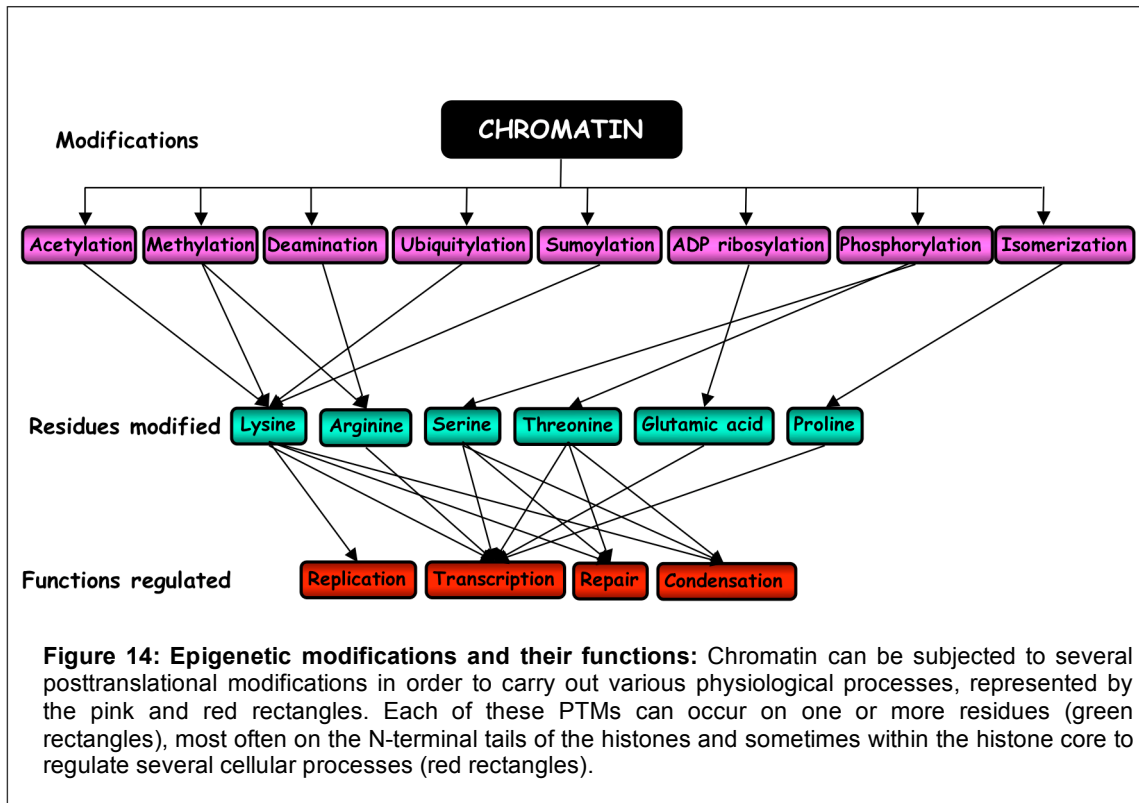 CHROMATIN
Modifications
Acetylation Methylation Deamination Ubiquitylation Sumoylation ADP ribosylation Phosphorylation Isomerization
Residues modified Lysine Arginine Serine Threonine Glutamic acid Proline
Functions regulated Replication Transcription Repair Condensation
Figure 14: Epigenetic modifications and their functions: Chromatin can be subjected to several
posttranslational modifications in order to carry out various physiological processes, represented by
the pink and red rectangles. Each of these PTMs can occur on one or more residues (green
rectangles), most often on the N-terminal tails of the histones and sometimes within the histone core to
regulate several cellular processes (red rectangles).